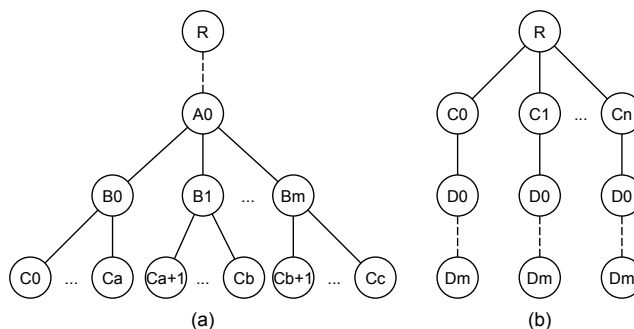 R R
A0 C0 C1 ... Cn
B0 B1 ... Bm D0 D0 D0
C0 ... Ca Ca+1 ... Cb Cb+1 ... Cc Dm Dm Dm
(a) (b)